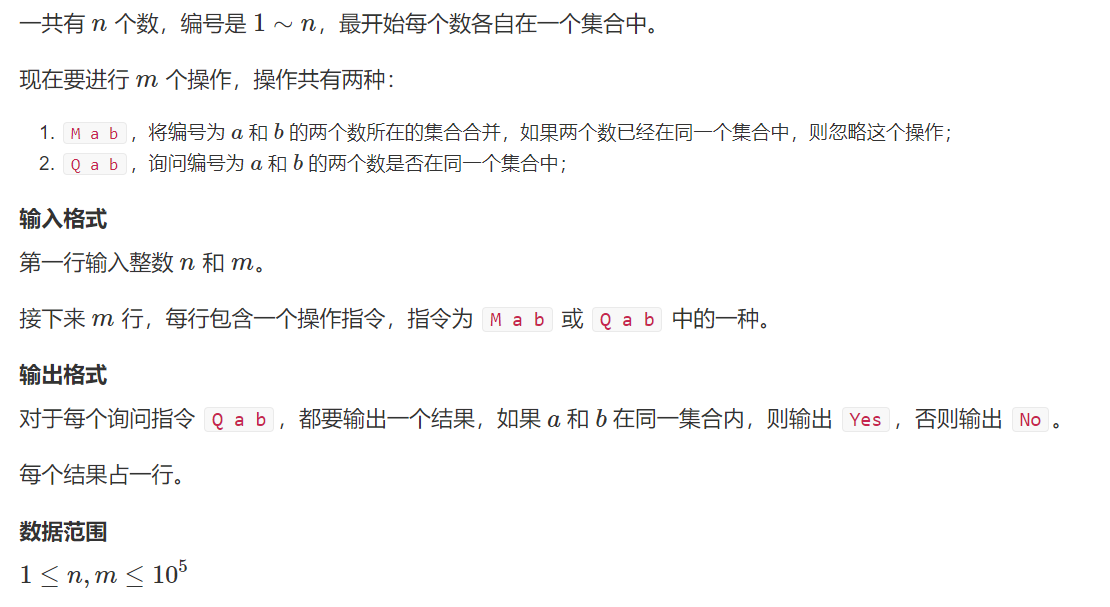 一共有 n 个数，编号是 1 ∼ n，最开始每个数各自在一个集合中。
现在要进行 m 个操作，操作共有两种：
1. M a b ，将编号为 a 和 b 的两个数所在的集合合并，如果两个数已经在同一个集合中，则忽略这个操作；
2. Q a b ，询问编号为 a 和 b 的两个数是否在同一个集合中；
输入格式
第一行输入整数 n 和 m。
接下来 m 行，每行包含一个操作指令，指令为 M a b 或 Q a b 中的一种。
输出格式
对于每个询问指令 Q a b ，都要输出一个结果，如果 a 和 b 在同一集合内，则输出 Yes ，否则输出 No 。
每个结果占一行。
数据范围
1 ≤ n, m ≤ 10⁵